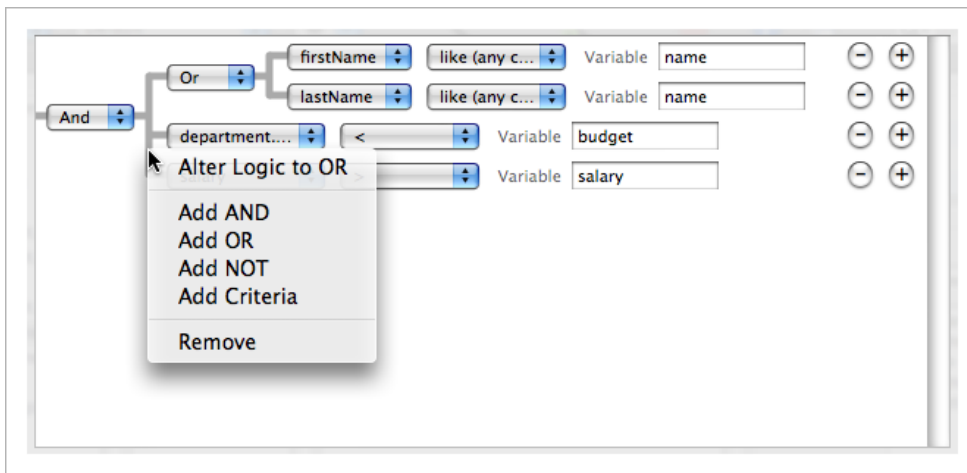 firstName like (any c... Variable name
Or
lastName like (any c... Variable name
And
department.... < Variable budget
salary > Variable salary
Alter Logic to OR
Add AND
Add OR
Add NOT
Add Criteria
Remove